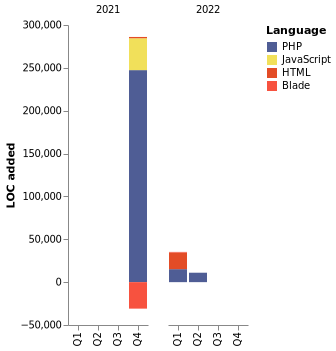 2021 2022
Language
PHP
JavaScript
HTML
Blade
LOC added
300,000
250,000
200,000
150,000
100,000
50,000
0
−50,000
Q1 Q2 Q3 Q4 Q1 Q2 Q3 Q4